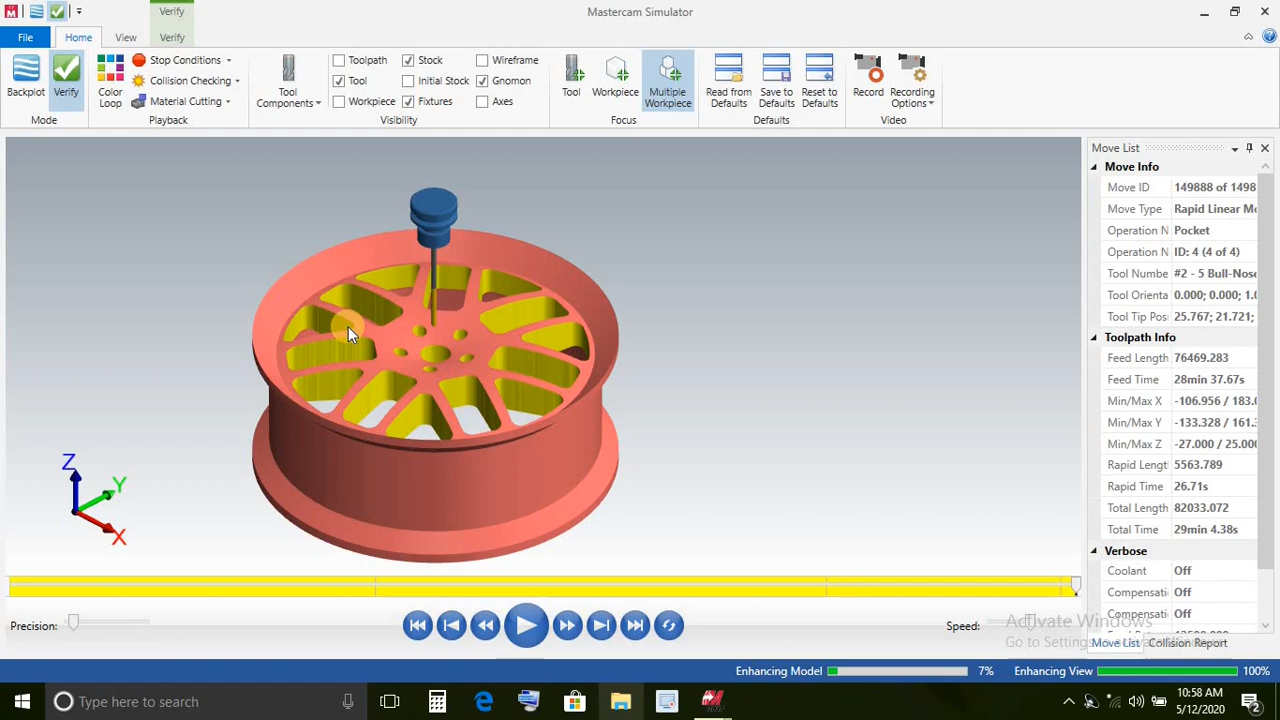 Verify
Mastercam Simulator
File
Home
View
Verify
Backplot
Verify
Mode
Color Loop
Stop Conditions
Collision Checking
Material Cutting
Playback
Tool Components
Toolpath
Tool
Workpiece
Stock
Initial Stock
Fixtures
Wireframe
Gnomon
Axes
Visibility
Tool
Workpiece
Multiple Workpiece
Focus
Read from Defaults
Save to Defaults
Reset to Defaults
Defaults
Record
Recording Options
Video
Move List
Move Info
Move ID 149888 of 1498
Move Type Rapid Linear Mo
Operation N Pocket
Operation N ID: 4 (4 of 4)
Tool Numbe #2 - 5 Bull-Nose
Tool Orienta 0.000; 0.000; 1.0
Tool Tip Pos 25.767; 21.721;
Toolpath Info
Feed Length 76469.283
Feed Time 28min 37.67s
Min/Max X -106.956 / 183.0
Min/Max Y -133.328 / 161.3
Min/Max Z -27.000 / 25.000
Rapid Length 5563.789
Rapid Time 26.71s
Total Length 82033.072
Total Time 29min 4.38s
Verbose
Coolant Off
Compensati Off
Compensati Off
Z
Y
X
Precision:
Speed:
Activate Windows
Go to Settings
Move List
Collision Report
Enhancing Model 7%
Enhancing View 100%
Type here to search
10:58 AM
5/12/2020
2